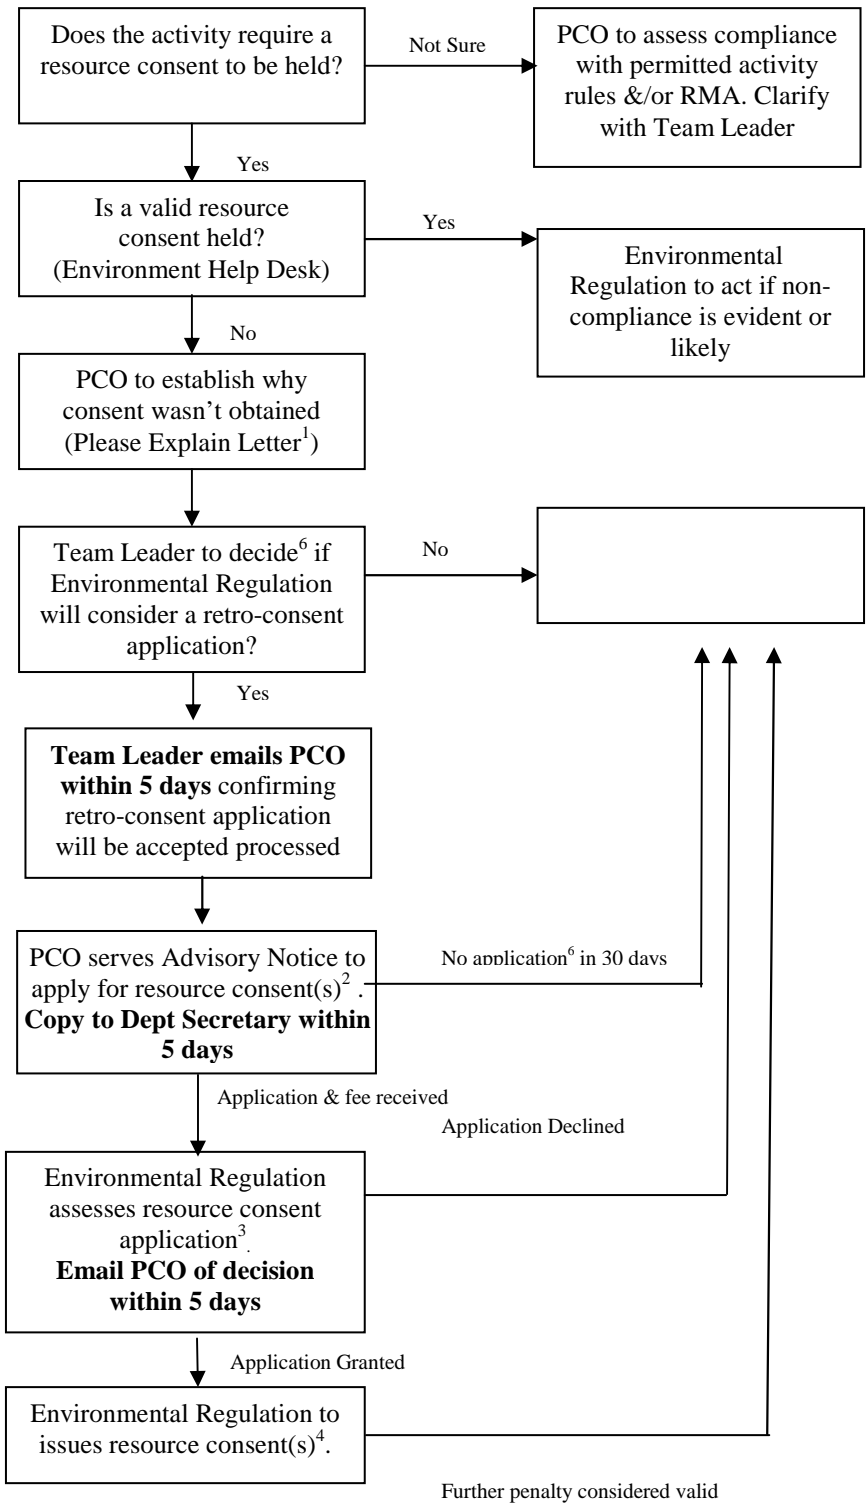 Does the activity require a
resource consent to be held?
Not Sure
PCO to assess compliance
with permitted activity
rules &/or RMA. Clarify
with Team Leader
Yes
Is a valid resource
consent held?
(Environment Help Desk)
Yes
Environmental
Regulation to act if non-
compliance is evident or
likely
No
PCO to establish why
consent wasn't obtained
(Please Explain Letter1)
Team Leader to decide6 if
Environmental Regulation
will consider a retro-consent
application?
No
Yes
Team Leader emails PCO
within 5 days confirming
retro-consent application
will be accepted processed
PCO serves Advisory Notice to
apply for resource consent(s)2 .
Copy to Dept Secretary within
5 days
No application6 in 30 days
Application & fee received
Application Declined
Environmental Regulation
assesses resource consent
application3.
Email PCO of decision
within 5 days
Application Granted
Environmental Regulation to
issues resource consent(s)4.
Further penalty considered valid